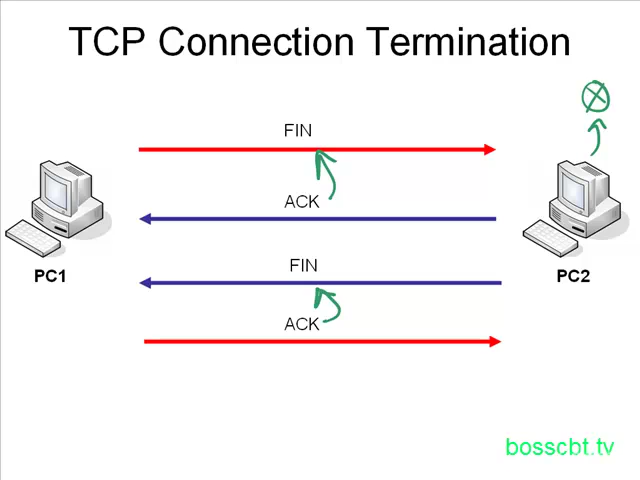 TCP Connection Termination
FIN
ACK
FIN
PC1
PC2
ACK
bosscbt.tv